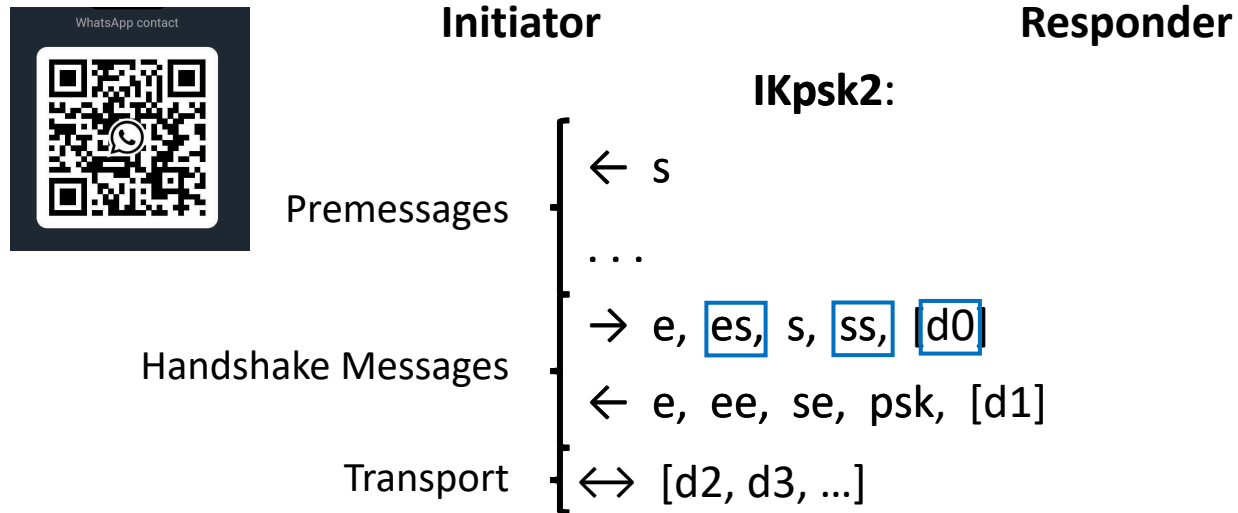 WhatsApp contact
Initiator Responder
IKpsk2:
Premessages
← s
. . .
Handshake Messages
→ e, es, s, ss, [d0]
← e, ee, se, psk, [d1]
Transport
↔ [d2, d3, …]